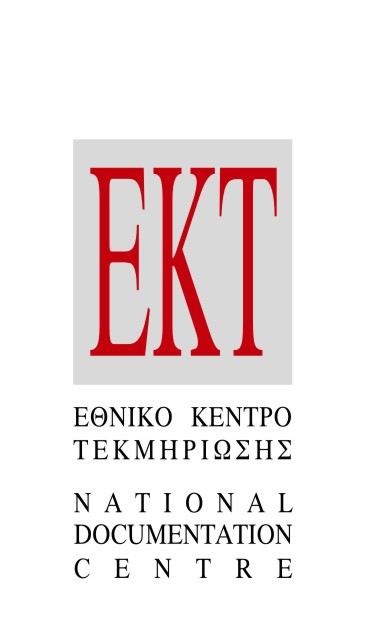 ΕΚΤ
ΕΘΝΙΚΟ ΚΕΝΤΡΟ
ΤΕΚΜΗΡΙΩΣΗΣ
NATIONAL
DOCUMENTATION
CENTRE